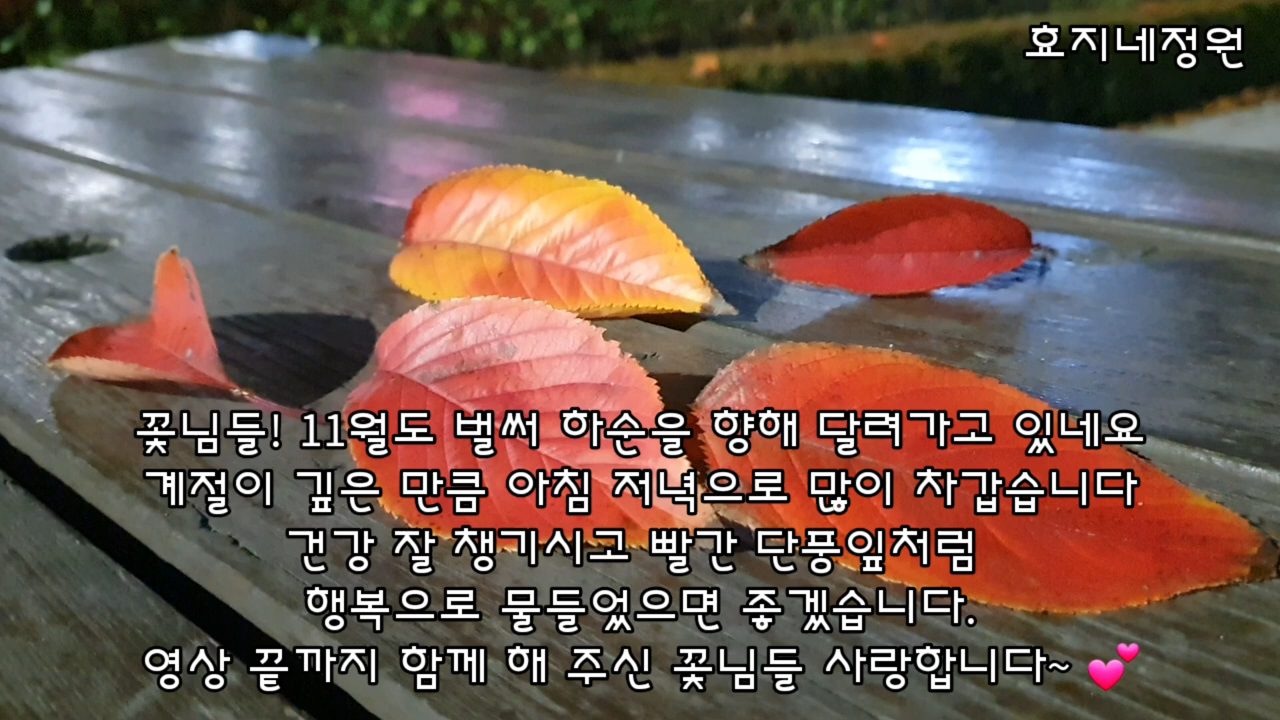 효지네정원
꽃님들! 11월도 벌써 하순을 향해 달려가고 있네요
계절이 깊은 만큼 아침 저녁으로 많이 차갑습니다
건강 잘 챙기시고 빨간 단풍잎처럼
행복으로 물들었으면 좋겠습니다.
영상 끝까지 함께 해 주신 꽃님들 사랑합니다~ 💕